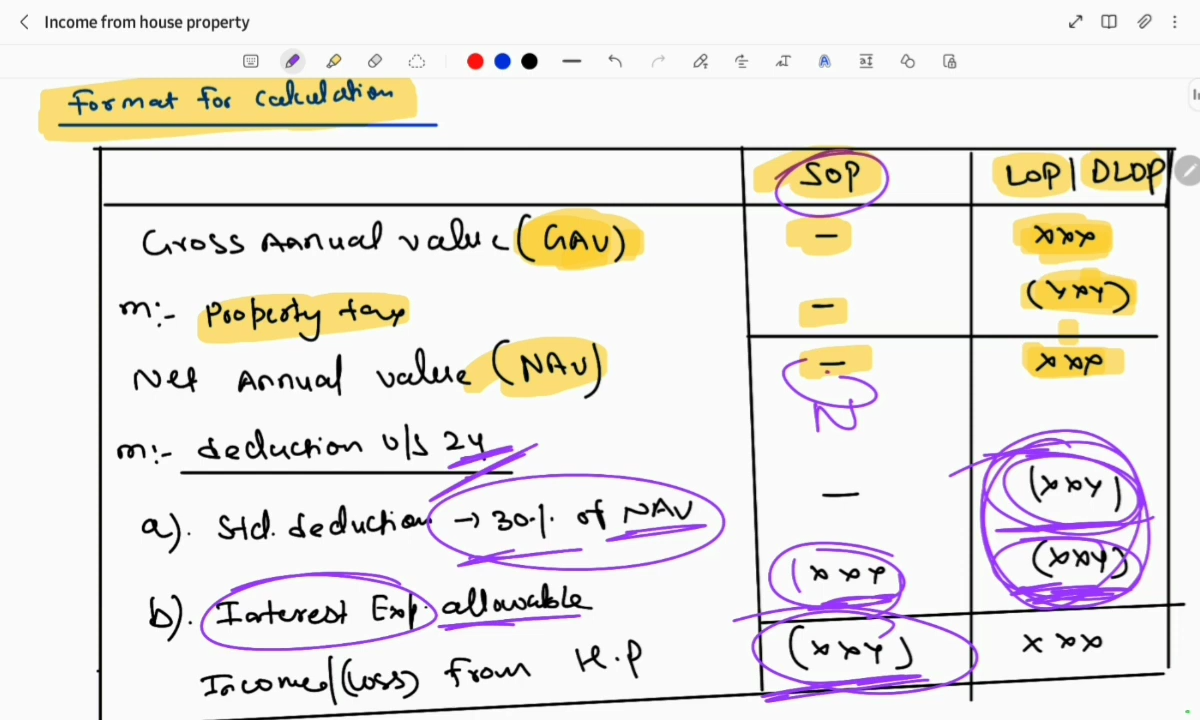 Income from house property
Format for calculation
SOP LOP | DLOP
Gross Annual value (GAV) – xxx
m:- Property tax – (xxx)
Net Annual value (NAV) – xxx
N
m:- deduction u/s 24
a). Std. deduction → 30% of NAV – (xxx)
b). Interest Exp. allowable (xxx) (xxx)
Income/(loss) from H.P (xxx) xxx